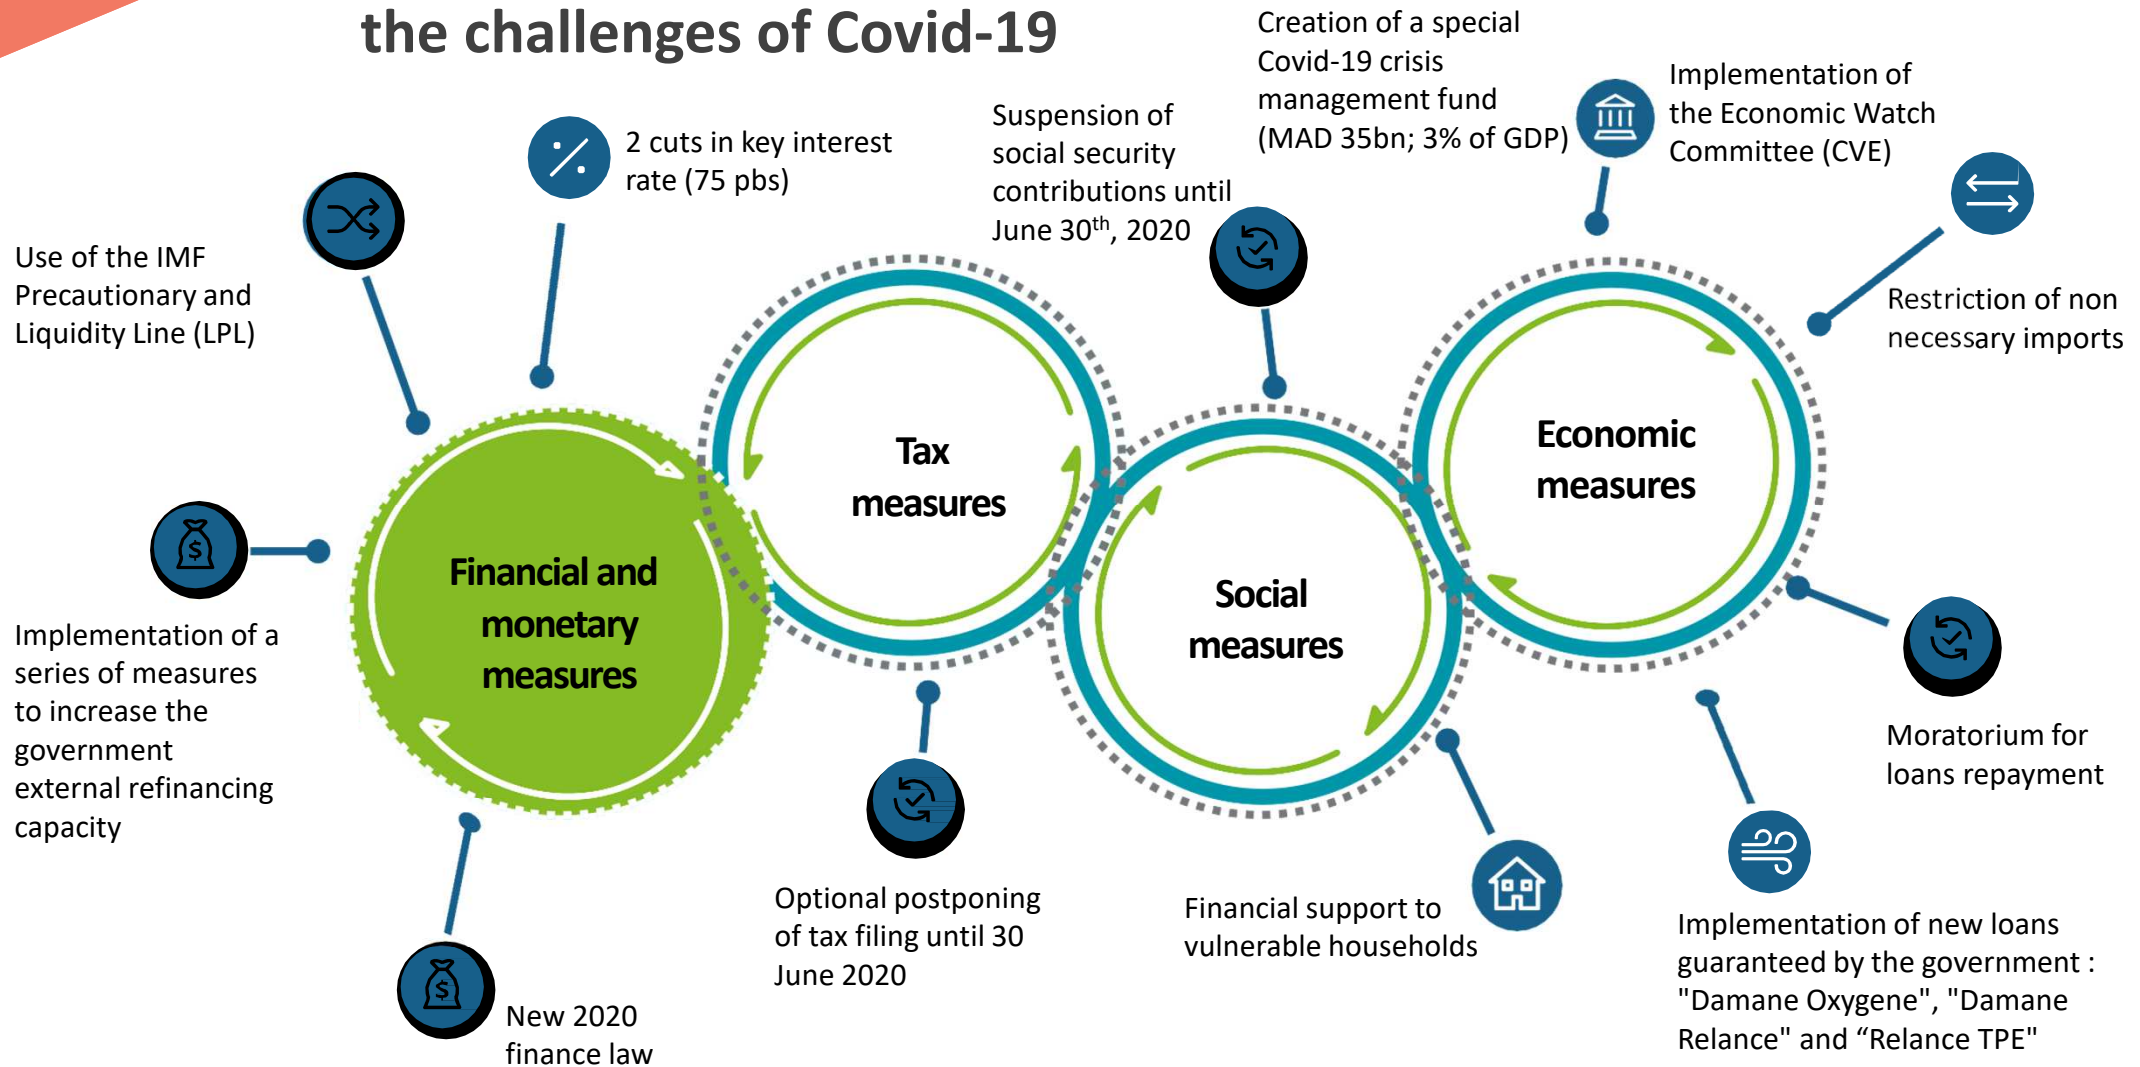 the challenges of Covid-19
Use of the IMF
Precautionary and
Liquidity Line (LPL)
2 cuts in key interest
rate (75 pbs)
Suspension of
social security
contributions until
June 30th, 2020
Creation of a special
Covid-19 crisis
management fund
(MAD 35bn; 3% of GDP)
Implementation of
the Economic Watch
Committee (CVE)
Restriction of non
necessary imports
Financial and
monetary
measures
Tax
measures
Social
measures
Economic
measures
Implementation of a
series of measures
to increase the
government
external refinancing
capacity
New 2020
finance law
Optional postponing
of tax filing until 30
June 2020
Financial support to
vulnerable households
Moratorium for
loans repayment
Implementation of new loans
guaranteed by the government :
"Damane Oxygene", "Damane
Relance" and “Relance TPE"